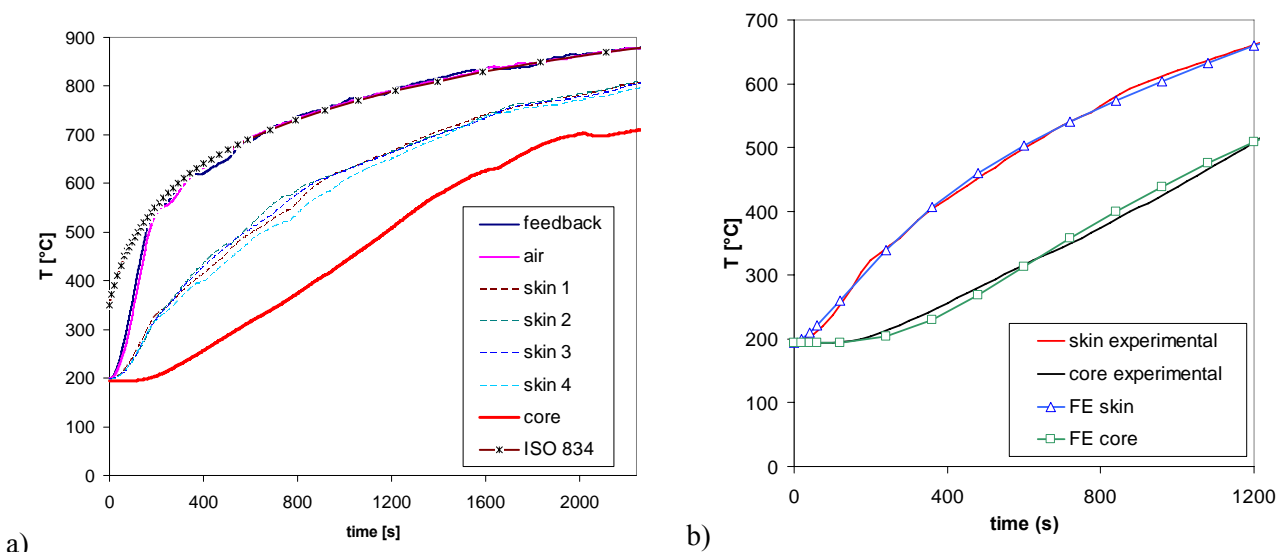 900
800
700
600
500
400
300
200
100
0
T [°C]
0 400 800 1200 1600 2000
time [s]
feedback
air
skin 1
skin 2
skin 3
skin 4
core
ISO 834
a)
700
600
500
400
300
200
100
0
T [°C]
0 400 800 1200
time (s)
skin experimental
core experimental
FE skin
FE core
b)